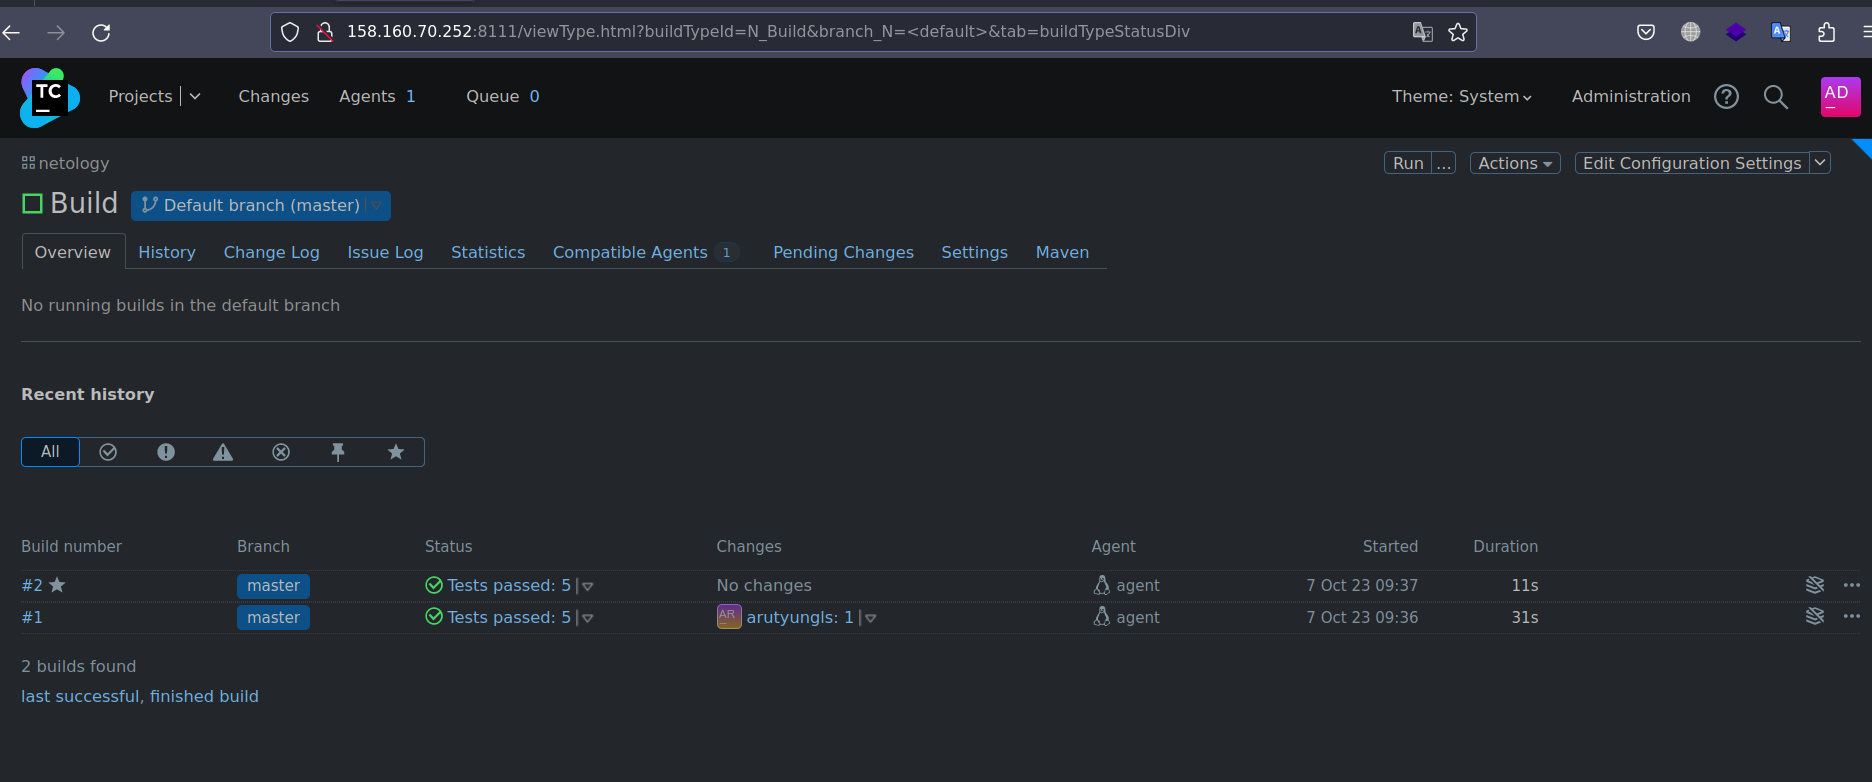 158.160.70.252:8111/viewType.html?buildTypeId=N_Build&branch_N=<default>&tab=buildTypeStatusDiv
TC Projects Changes Agents 1 Queue 0 Theme: System Administration ? AD
netology Run ... Actions Edit Configuration Settings
Build Default branch (master)
Overview History Change Log Issue Log Statistics Compatible Agents 1 Pending Changes Settings Maven
No running builds in the default branch
Recent history
All
Build number Branch Status Changes Agent Started Duration
#2 master Tests passed: 5 No changes agent 7 Oct 23 09:37 11s
#1 master Tests passed: 5 AR arutyungls: 1 agent 7 Oct 23 09:36 31s
2 builds found
last successful, finished build